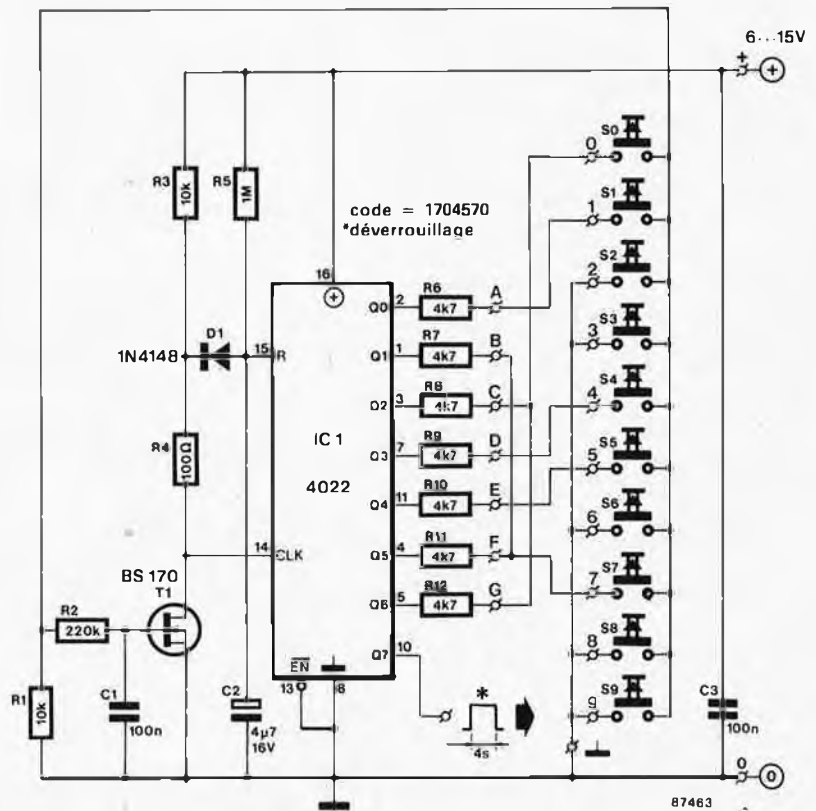 6...15V
+
S0
0
S1
1
S2
2
S3
3
S4
4
S5
5
S6
6
S7
7
S8
8
S9
9
R3
10k
R5
1M
code = 1704570
*déverrouillage
16
1N4148
D1
15
R
R4
100Ω
IC1
4022
14
CLK
BS 170
T1
R2
220k
R1
10k
C1
100n
C2
4µ7
16V
EN
13
8
Q0
2
R6
4k7
A
Q1
1
R7
4k7
B
Q2
3
R8
4k7
C
Q3
7
R9
4k7
D
Q4
11
R10
4k7
E
Q5
4
R11
4k7
F
Q6
5
R12
4k7
G
Q7
10
*
4s
C3
100n
0
0
87463